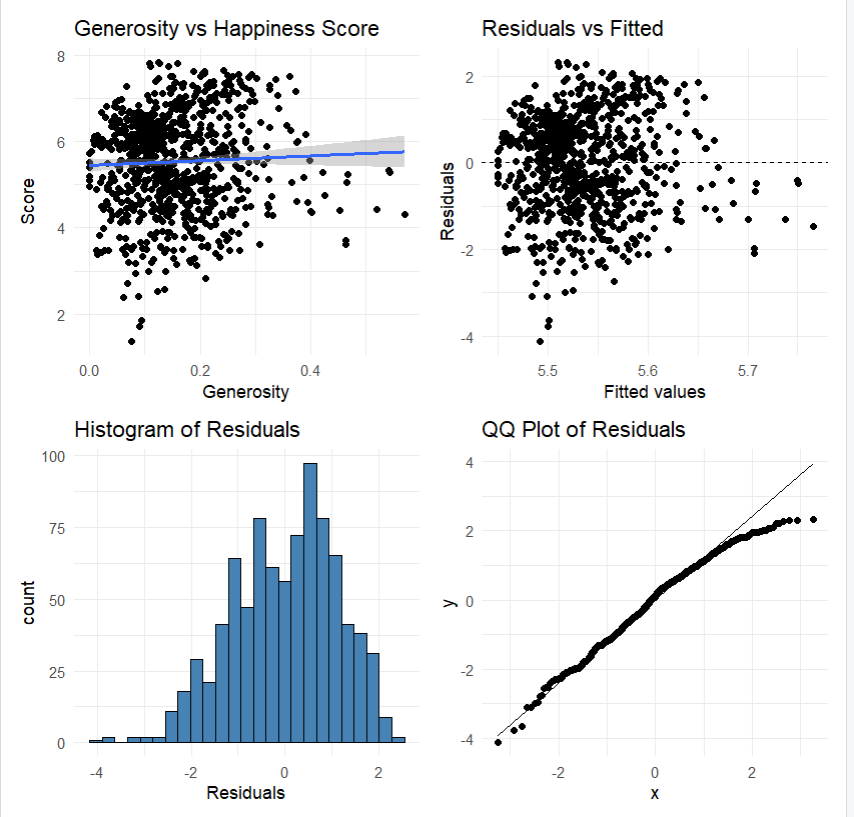 Generosity vs Happiness Score
8
6
4
2
Score
0.0 0.2 0.4
Generosity
Residuals vs Fitted
2
0
-2
-4
Residuals
5.5 5.6 5.7
Fitted values
Histogram of Residuals
100
75
50
25
0
count
-4 -2 0 2
Residuals
QQ Plot of Residuals
4
2
0
-2
-4
y
-2 0 2
x